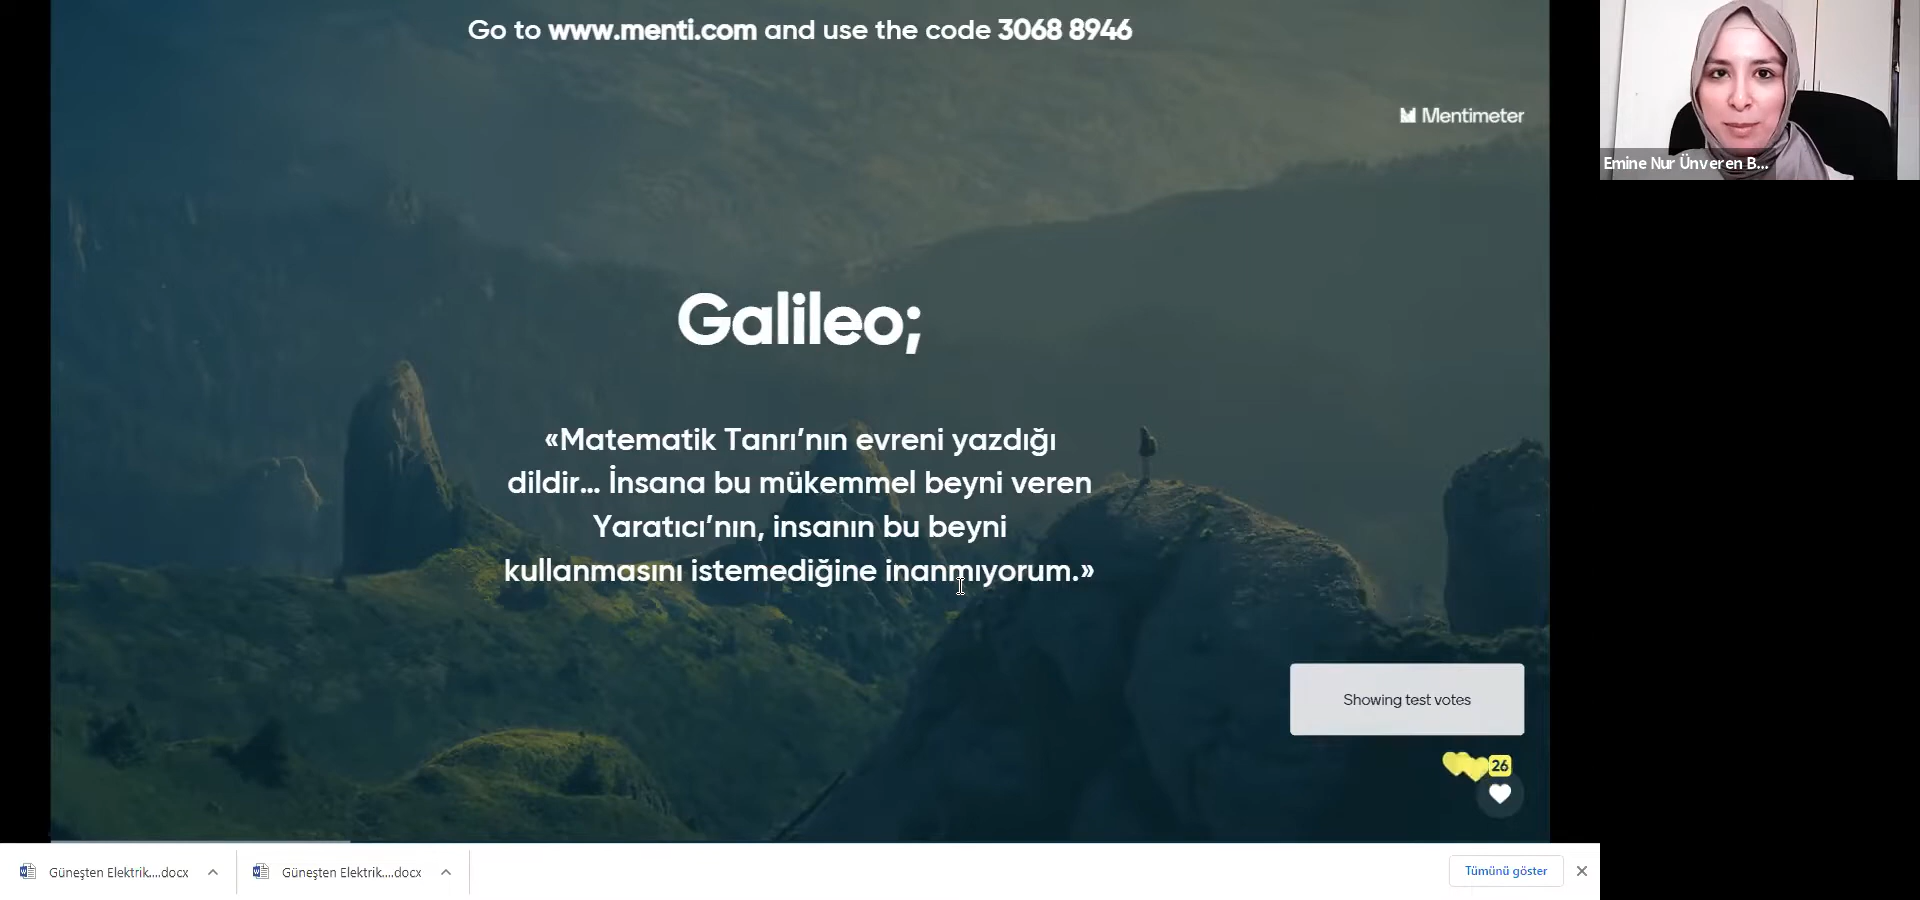 Go to www.menti.com and use the code 3068 8946
Mentimeter
Emine Nur Ünveren B...
Galileo;
«Matematik Tanrı’nın evreni yazdığı
dildir... İnsana bu mükemmel beyni veren
Yaratıcı’nın, insanın bu beyni
kullanmasını istemediğine inanmıyorum.»
Showing test votes
26
Güneşten Elektrik....docx
Güneşten Elektrik....docx
Tümünü göster